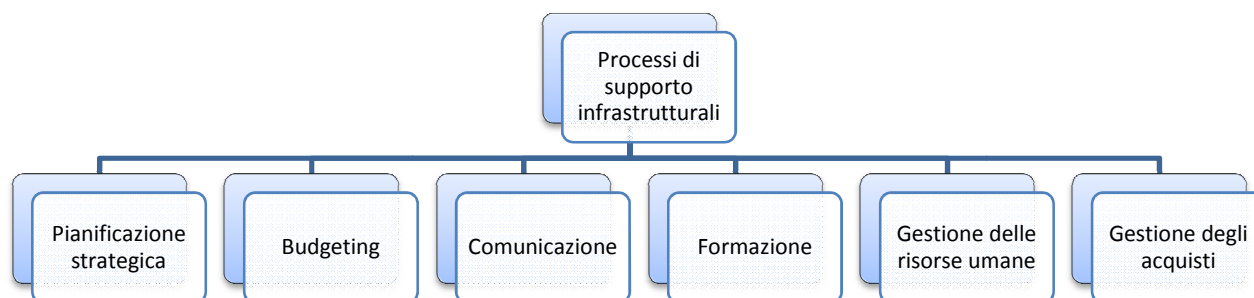 Processi di
supporto
infrastrutturali
Pianificazione
strategica
Budgeting
Comunicazione
Formazione
Gestione delle
risorse umane
Gestione degli
acquisti